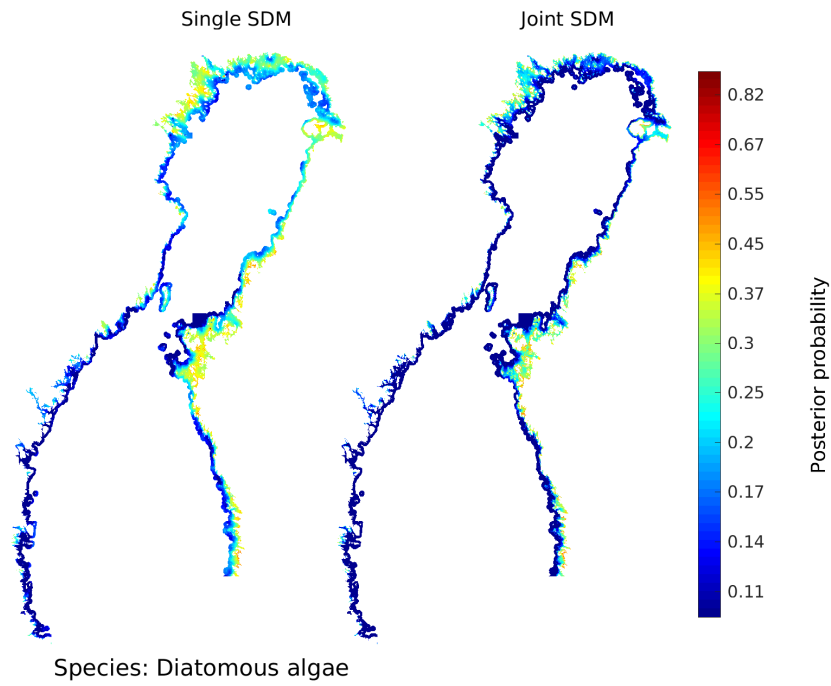 Single SDM
Joint SDM
0.82
0.67
0.55
0.45
0.37
0.3
0.25
0.2
0.17
0.14
0.11
Posterior probability
Species: Diatomous algae